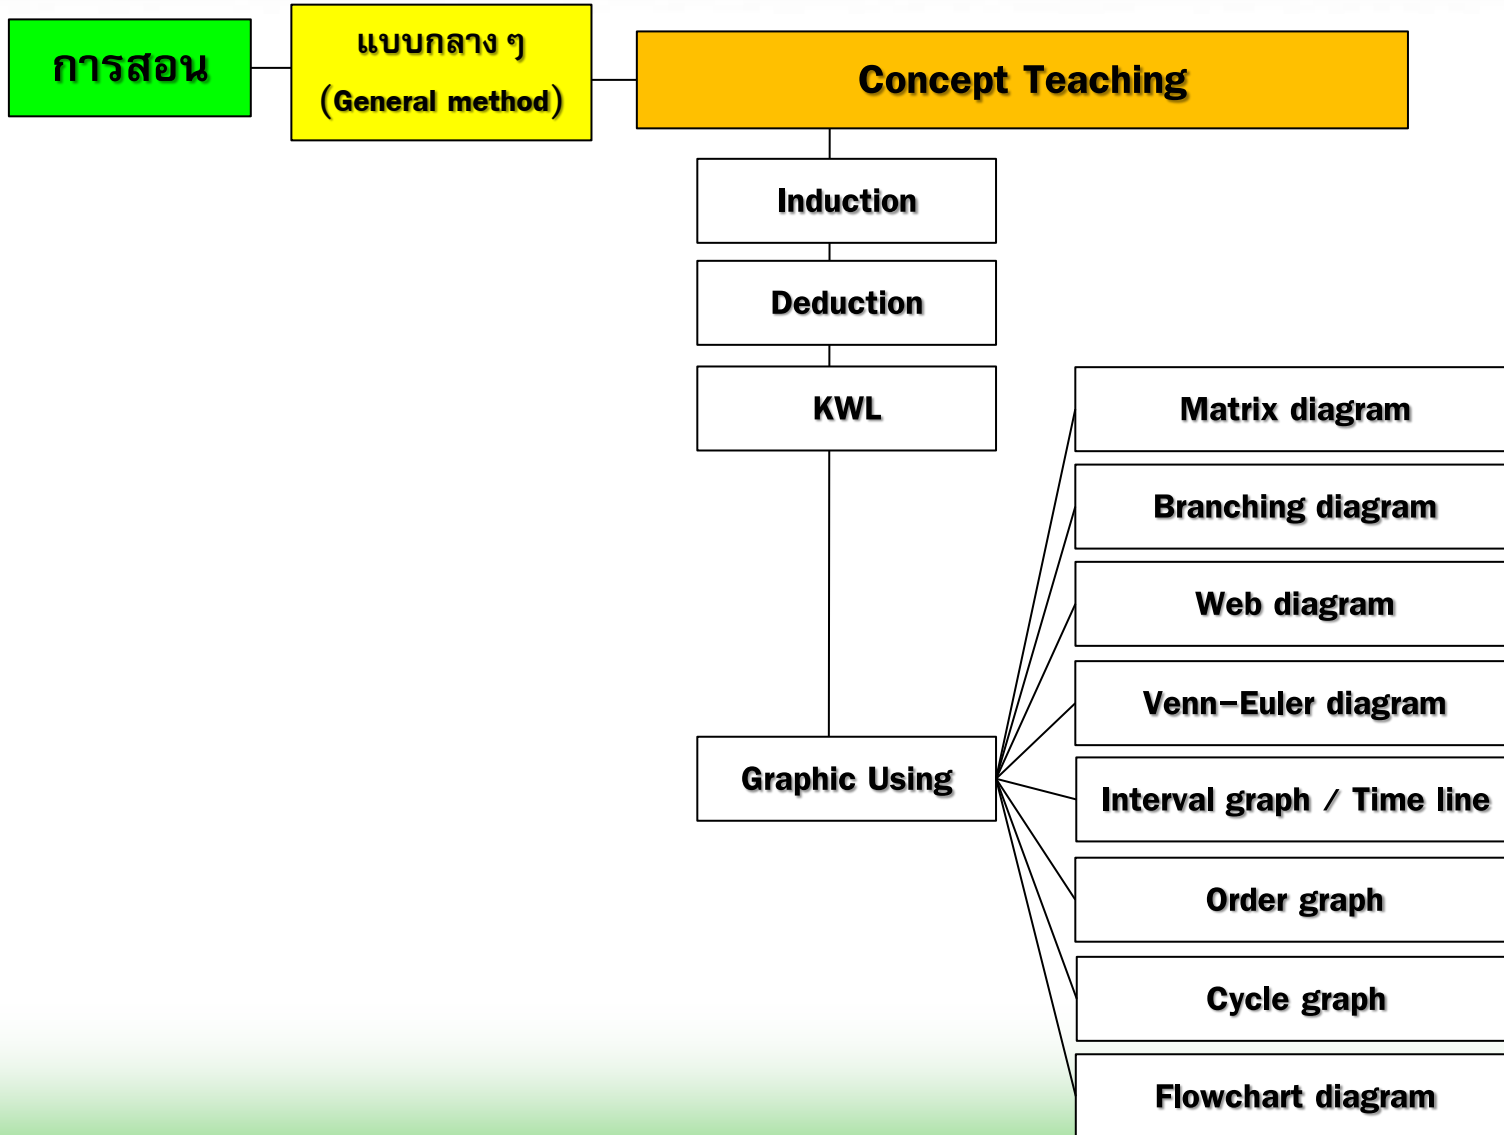 การสอน
แบบกลาง ๆ
(General method)
Concept Teaching
Induction
Deduction
KWL
Graphic Using
Matrix diagram
Branching diagram
Web diagram
Venn-Euler diagram
Interval graph / Time line
Order graph
Cycle graph
Flowchart diagram